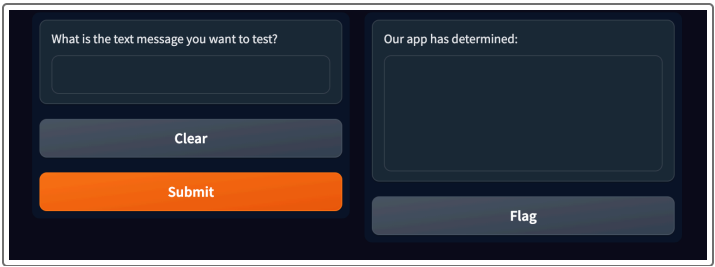 What is the text message you want to test?
Clear
Submit
Our app has determined:
Flag